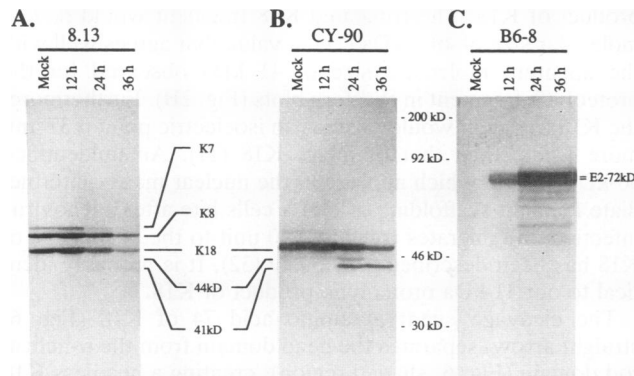 A.
8.13
Mock
12 h
24 h
36 h
K7
K8
K18
44kD
41kD
B.
CY-90
Mock
12 h
24 h
36 h
200 kD
92 kD
46 kD
30 kD
C.
B6-8
Mock
12 h
24 h
36 h
E2-72kD